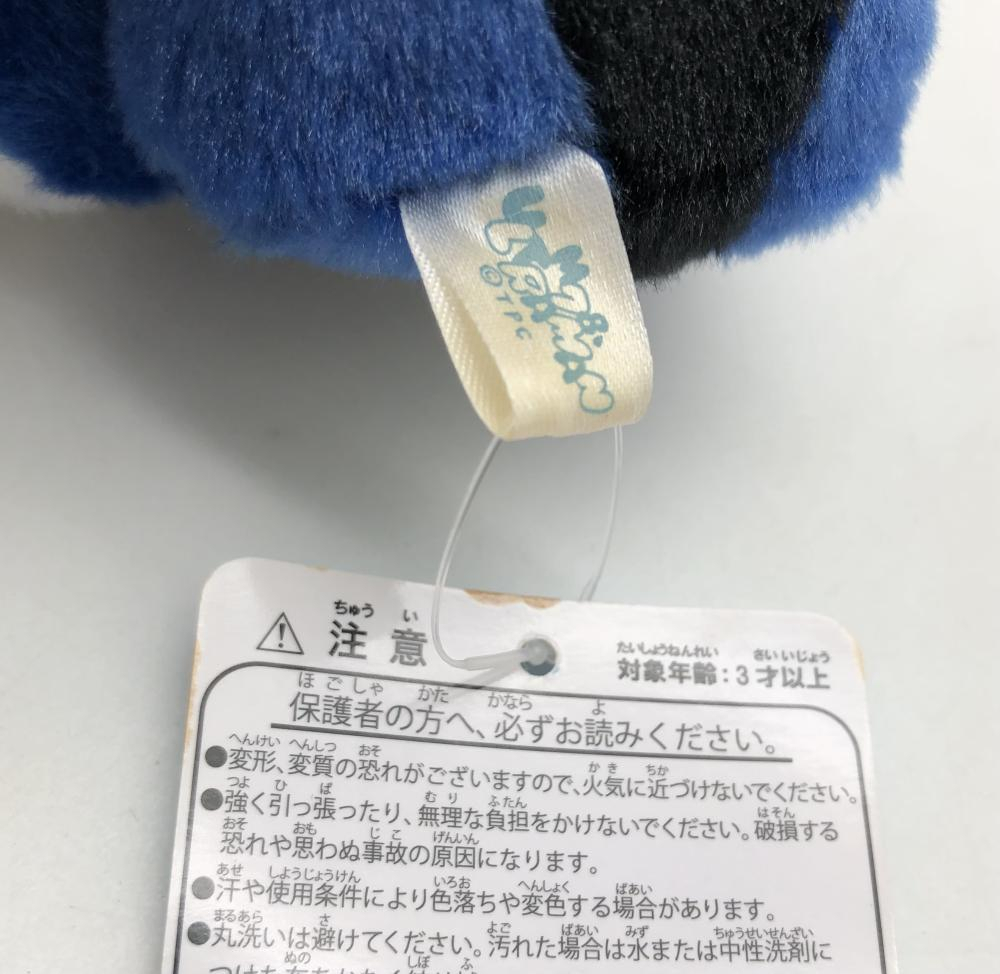 © T P C
⚠ 注意
対象年齢：3才以上
保護者の方へ、必ずお読みください。
●変形、変質の恐れがございますので、火気に近づけないでください。
●強く引っ張ったり、無理な負担をかけないでください。破損する
恐れや思わぬ事故の原因になります。
●汗や使用条件により色落ちや変色する場合があります。
●丸洗いは避けてください。汚れた場合は水または中性洗剤に